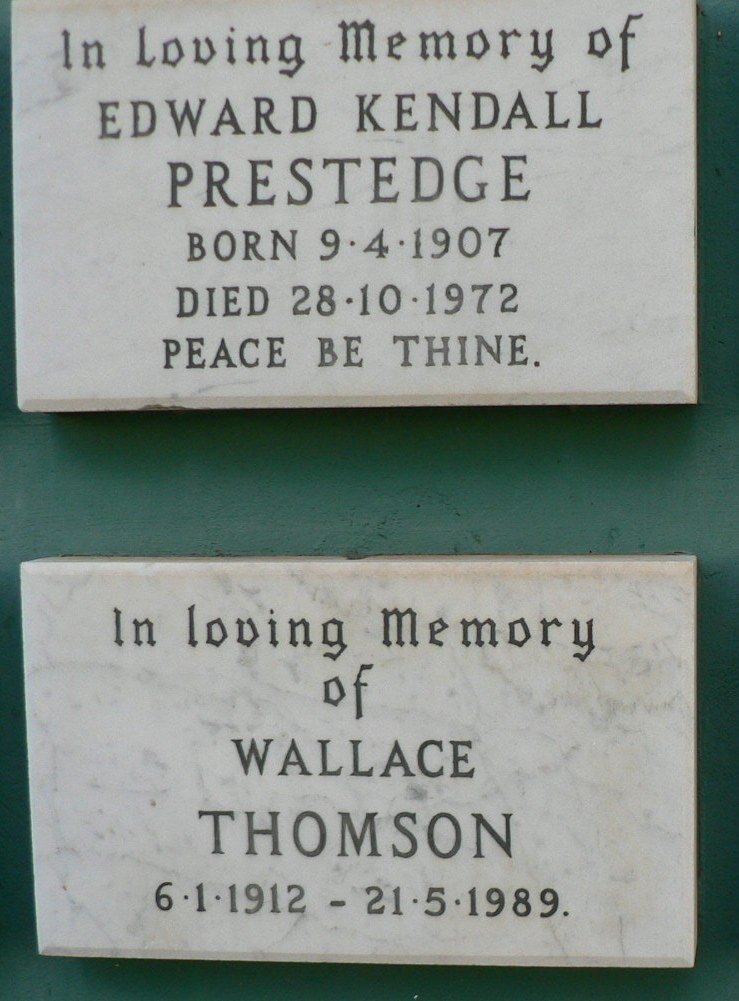 In Loving Memory of
EDWARD KENDALL
PRESTEDGE
BORN 9·4·1907
DIED 28·10·1972
PEACE BE THINE.
In loving Memory
of
WALLACE
THOMSON
6·1·1912 - 21·5·1989.